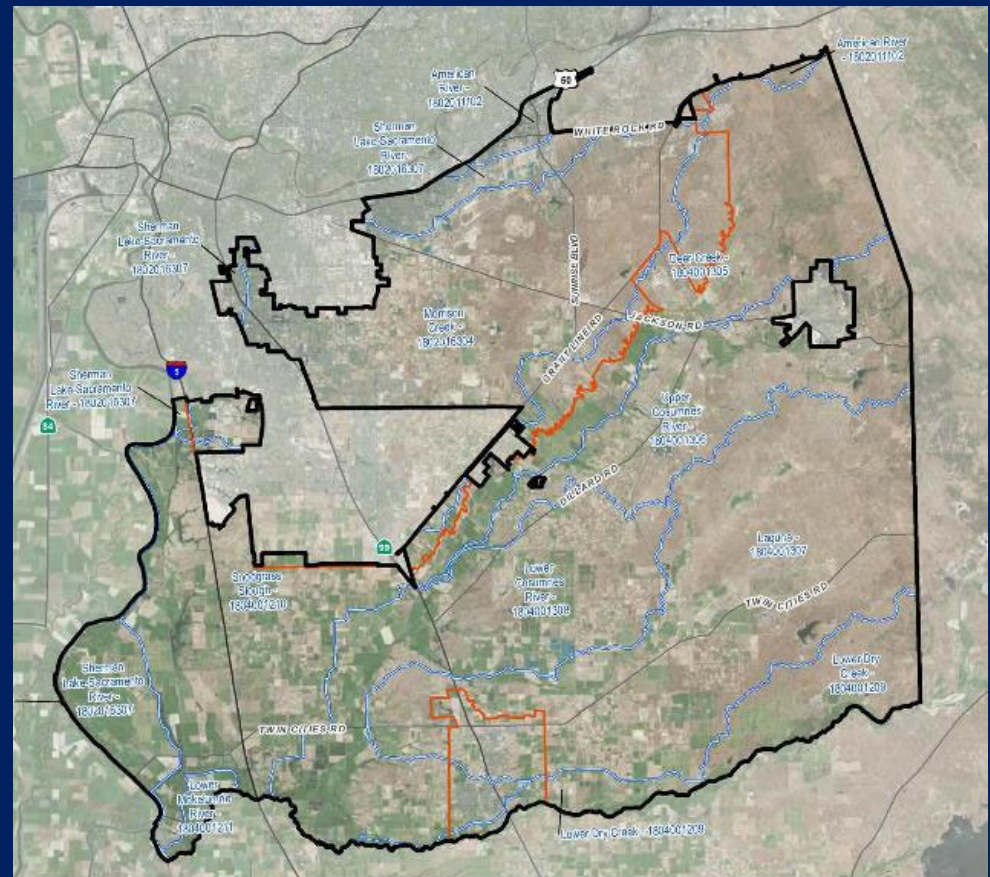 American River
- 1802011102
American
River -
1802011102
60
WHITE ROCK RD
Sherman
Lake-Sacramento
River -
1802016307
Sherman
Lake-Sacramento
River -
1802016307
SUNRISE BLVD
Deer Creek -
1804001305
Morrison
Creek -
1802016304
JACKSON RD
GRANT LINE RD
5
Sherman
Lake-Sacramento
River - 1802016307
84
Upper
Cosumnes
River -
1804001306
DILLARD RD
99
Laguna -
1804001307
Snodgrass
Slough -
1804001210
Lower
Cosumnes
River -
1804001308
TWIN CITIES RD
Sherman
Lake-Sacramento
River -
1802016307
Lower Dry
Creek -
1804001209
TWIN CITIES RD
Lower
Mokelumne
River -
1804001211
Lower Dry Creek - 1804001209